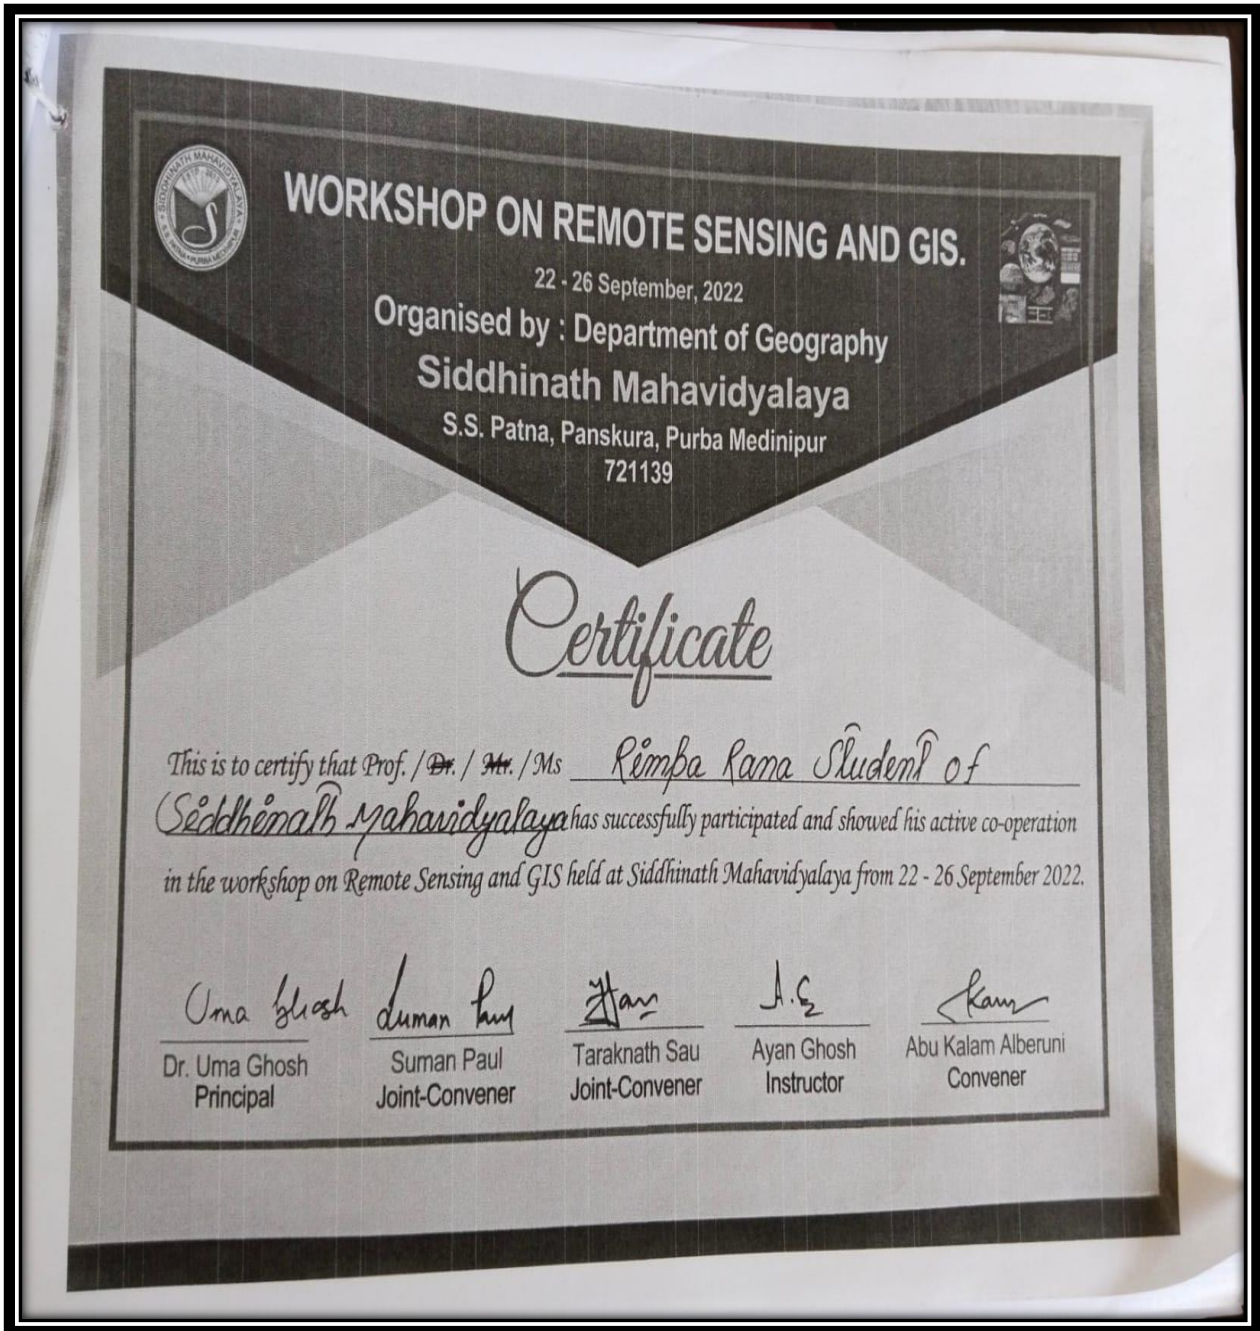 SIDDHINATH MAHAVIDYALAYA
WORKSHOP ON REMOTE SENSING AND GIS.
22 - 26 September, 2022
Organised by : Department of Geography
Siddhinath Mahavidyalaya
S.S. Patna, Panskura, Purba Medinipur
721139
Certificate
This is to certify that Prof. / Dr. / Mr. / Ms Rimpa Rana Student of
Siddhinath Mahavidyalaya has successfully participated and showed his active co-operation
in the workshop on Remote Sensing and GIS held at Siddhinath Mahavidyalaya from 22 - 26 September 2022.
Uma Ghosh Suman Paul A.G
Dr. Uma Ghosh Suman Paul Taraknath Sau Ayan Ghosh Abu Kalam Alberuni
Principal Joint-Convener Joint-Convener Instructor Convener